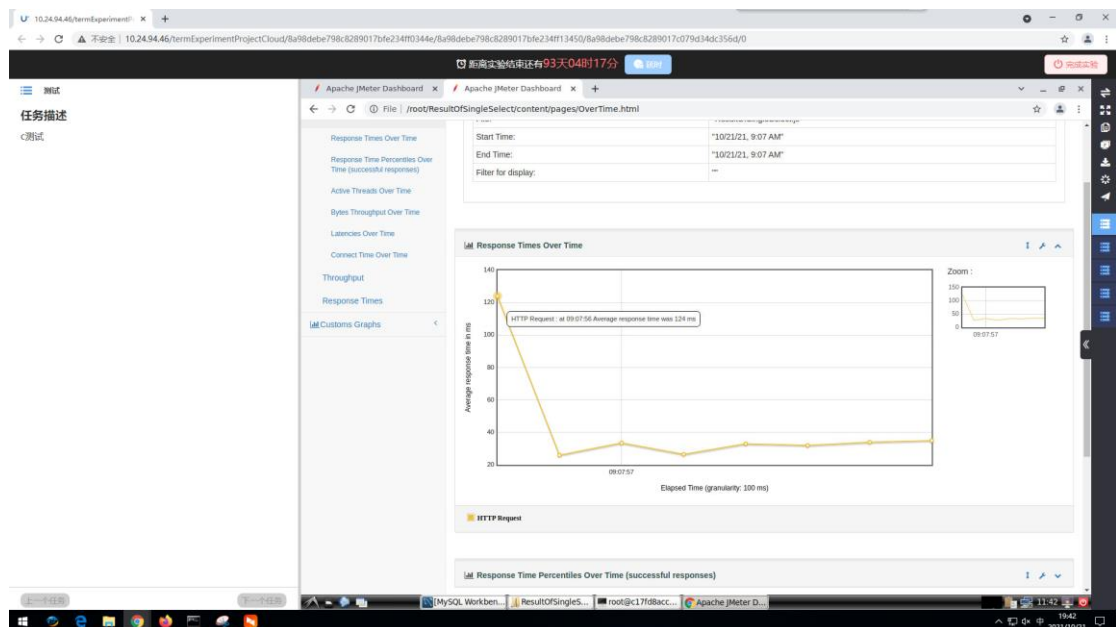 10.24.94.46/termExperimentP
不安全 | 10.24.94.46/termExperimentProjectCloud/8a98debe798c8289017bfe234ff0344e/8a98debe798c8289017bfe234ff13450/8a98debe798c8289017c079d34dc356d/0
距离实验结束还有93天04时17分
延时
完成实验
测试
任务描述
c测试
上一个任务
下一个任务
Apache JMeter Dashboard
Apache JMeter Dashboard
File | /root/ResultOfSingleSelect/content/pages/OverTime.html
Response Times Over Time
Response Time Percentiles Over
Time (successful responses)
Active Threads Over Time
Bytes Throughput Over Time
Latencies Over Time
Connect Time Over Time
Throughput
Response Times
Customs Graphs
Start Time: "10/21/21, 9:07 AM"
End Time: "10/21/21, 9:07 AM"
Filter for display: ""
Response Times Over Time
Average response time in ms
140
120
100
80
60
40
20
HTTP Request : at 09:07:56 Average response time was 124 ms
09:07:57
Elapsed Time (granularity: 100 ms)
HTTP Request
Zoom :
150
100
50
0
09:07:57
Response Time Percentiles Over Time (successful responses)
[MySQL Workben...
ResultOfSingleS...
root@c17fd8acc...
Apache JMeter D...
11:42
中
19:42
2021/10/21